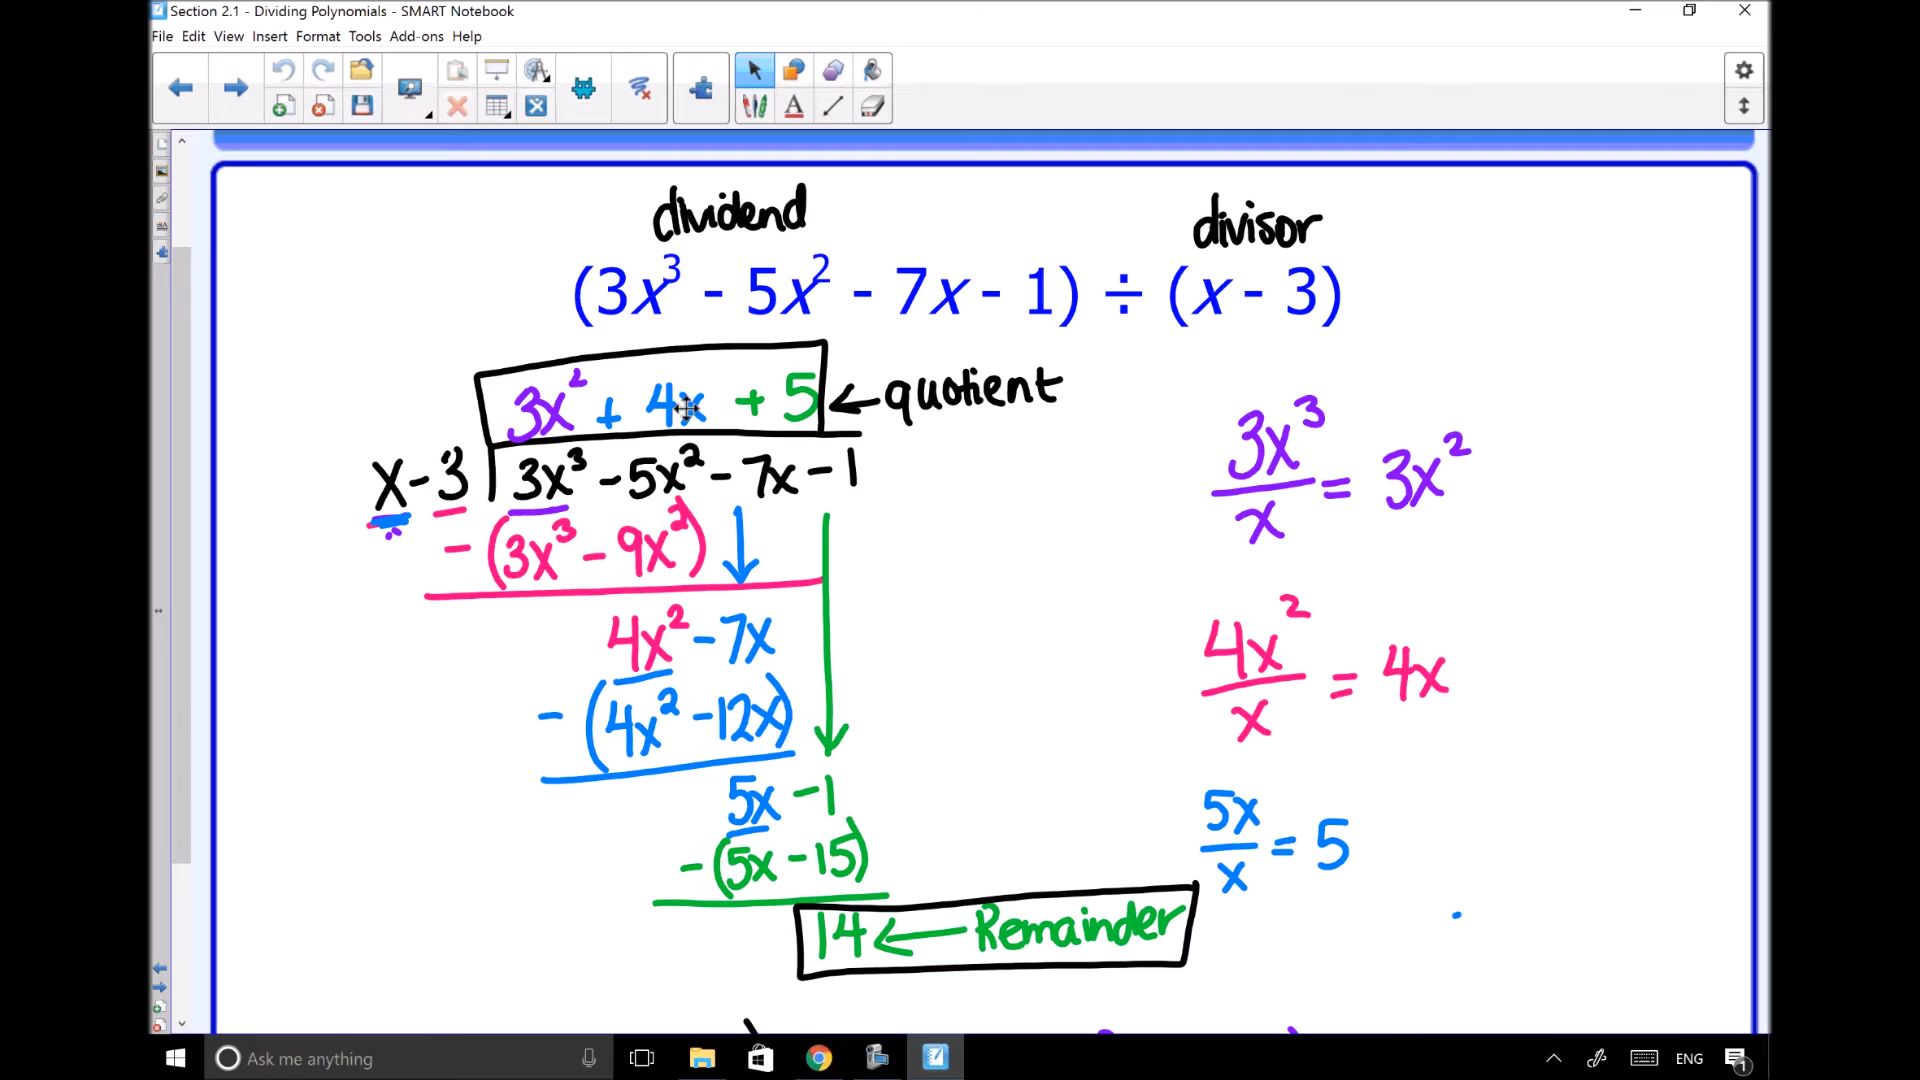 Section 2.1 - Dividing Polynomials - SMART Notebook
File Edit View Insert Format Tools Add-ons Help
dividend divisor
(3x³ - 5x² - 7x - 1) ÷ (x - 3)
3x² + 4x + 5 ← quotient
x - 3 3x³ - 5x² - 7x - 1
- (3x³ - 9x²)
4x² - 7x
- (4x² - 12x)
5x - 1
- (5x - 15)
14 ← Remainder
3x³
x
= 3x²
4x²
x
= 4x
5x
x
= 5
Ask me anything
ENG
1